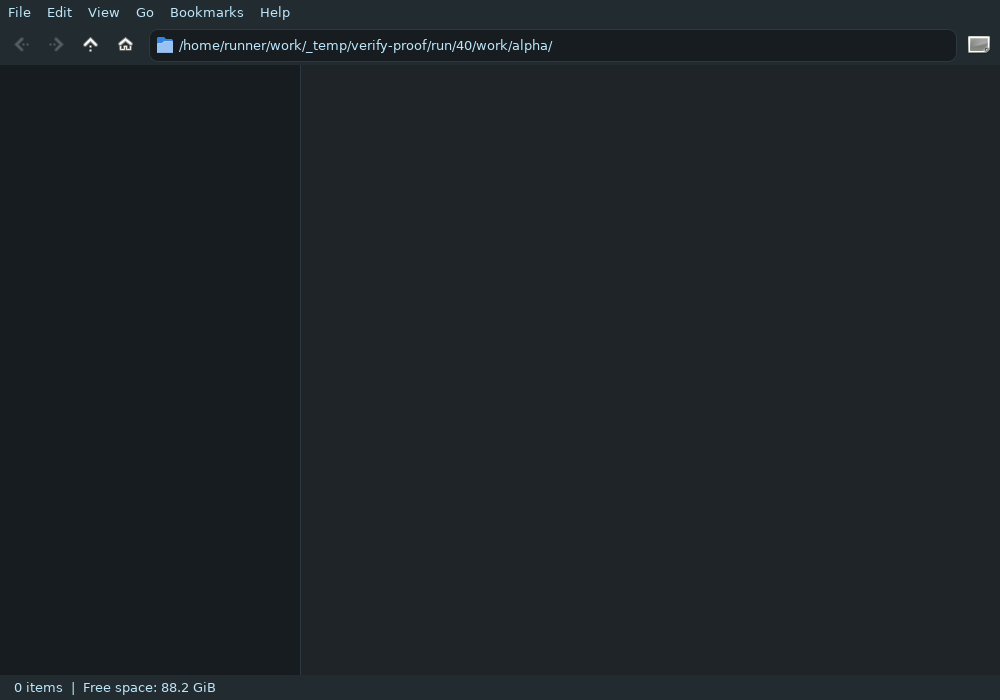 File Edit View Go Bookmarks Help
/home/runner/work/_temp/verify-proof/run/40/work/alpha/
0 items | Free space: 88.2 GiB